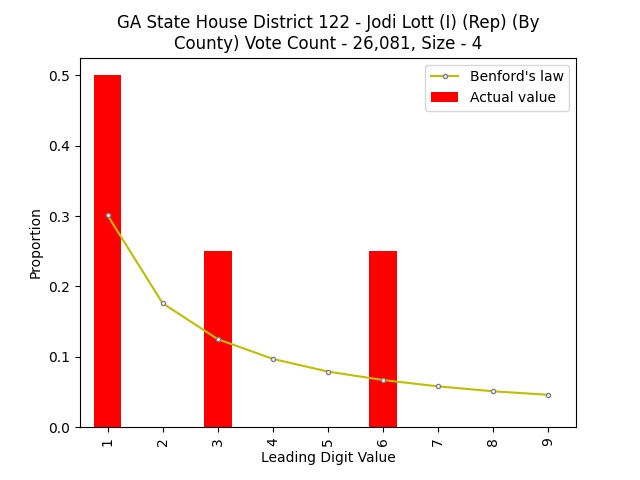 GA State House District 122 - Jodi Lott (I) (Rep) (By
County) Vote Count - 26,081, Size - 4
Benford's law
Actual value
Proportion
0.5
0.4
0.3
0.2
0.1
0.0
1
2
3
4
5
6
7
8
9
Leading Digit Value